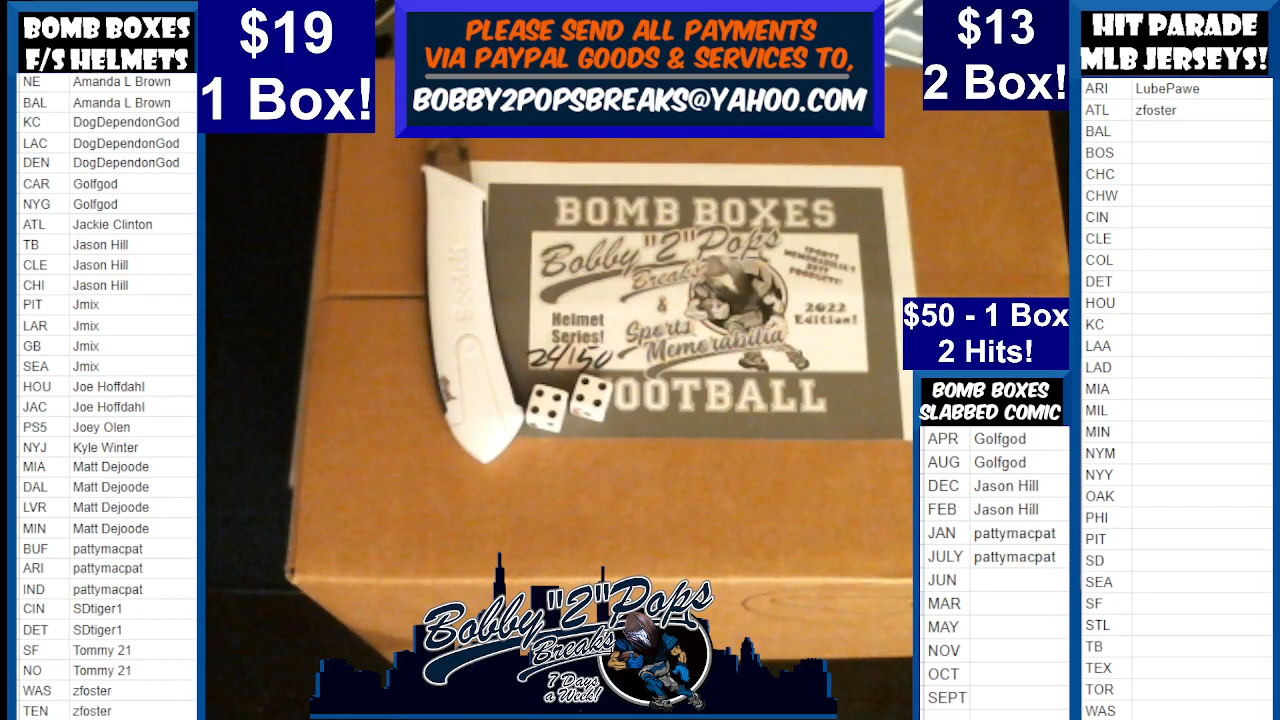 BOMB BOXES
F/S HELMETS
NE Amanda L Brown
BAL Amanda L Brown
KC DogDependonGod
LAC DogDependonGod
DEN DogDependonGod
CAR Golfgod
NYG Golfgod
ATL Jackie Clinton
TB Jason Hill
CLE Jason Hill
CHI Jason Hill
PIT Jmix
LAR Jmix
GB Jmix
SEA Jmix
HOU Joe Hoffdahl
JAC Joe Hoffdahl
PS5 Joey Olen
NYJ Kyle Winter
MIA Matt Dejoode
DAL Matt Dejoode
LVR Matt Dejoode
MIN Matt Dejoode
BUF pattymacpat
ARI pattymacpat
IND pattymacpat
CIN SDtiger1
DET SDtiger1
SF Tommy 21
NO Tommy 21
WAS zfoster
TEN zfoster
$19
1 Box!
PLEASE SEND ALL PAYMENTS
VIA PAYPAL GOODS & SERVICES TO,
BOBBY2POPSBREAKS@YAHOO.COM
BOMB BOXES
Bobby "2" Pops
Breaks
&
Sports
Memorabilia
SPORTS
MEMORABILIA
BEST
PRODUCTS!
Helmet
Series!
24/150
2022
Edition!
FOOTBALL
Bobby "2" Pops
Breaks
7 Days
a Week!
$13
2 Box!
$50 - 1 Box
2 Hits!
BOMB BOXES
SLABBED COMIC
APR Golfgod
AUG Golfgod
DEC Jason Hill
FEB Jason Hill
JAN pattymacpat
JULY pattymacpat
JUN
MAR
MAY
NOV
OCT
SEPT
HIT PARADE
MLB JERSEYS!
ARI LubePawe
ATL zfoster
BAL
BOS
CHC
CHW
CIN
CLE
COL
DET
HOU
KC
LAA
LAD
MIA
MIL
MIN
NYM
NYY
OAK
PHI
PIT
SD
SEA
SF
STL
TB
TEX
TOR
WAS